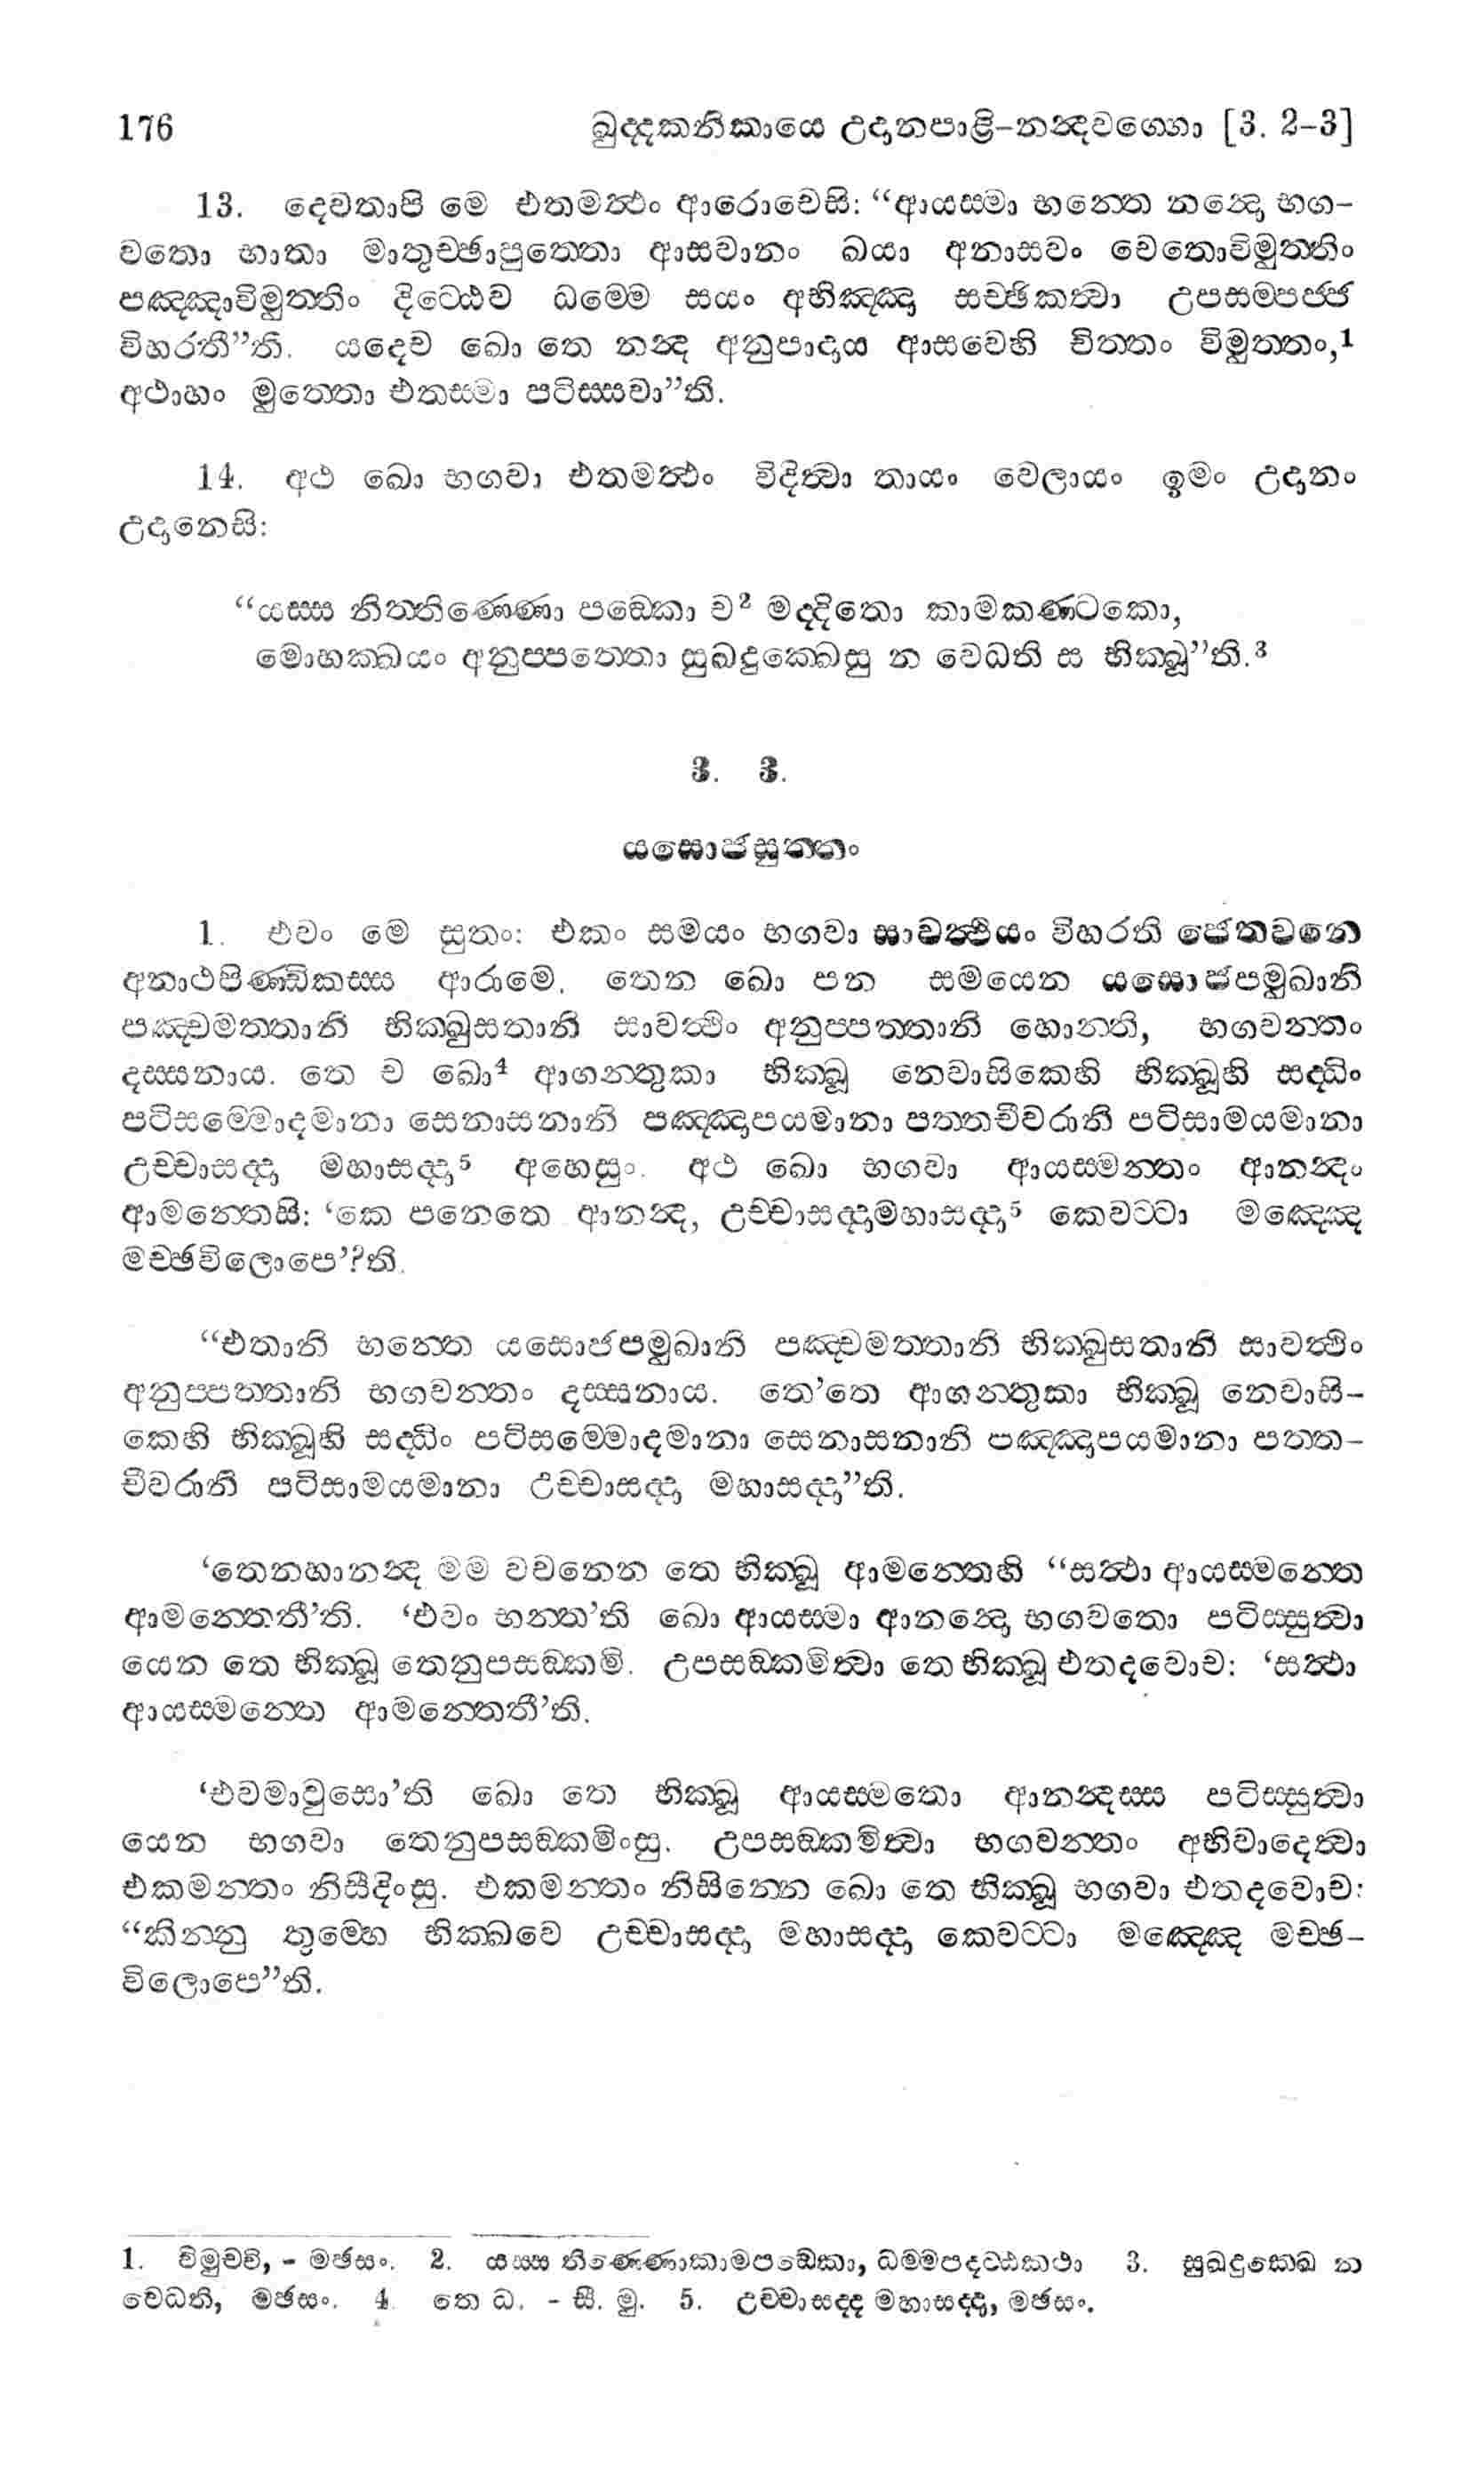 176 ඛුද්දකනිකායෙ උදානපාළි-නන්දවග්ගො [3. 2-3]
13. දෙවතාපි මෙ එතමත්ථං ආරොචෙසි: “ආයස්මා භන්තෙ නන්දො භග-
වතො භාතා මාතුච්ඡාපුත්තො ආසවානං ඛයා අනාසවං චෙතොවිමුත්තිං
පඤ්ඤාවිමුත්තිං දිට්ඨෙව ධම්මෙ සයං අභිඤ්ඤා සච්ඡිකත්වා උපසම්පජ්ජ
විහරතී”ති. යදෙව ඛො තෙ නන්ද අනුපාදාය ආසවෙහි චිත්තං විමුත්තං,1
අථාහං මුත්තො එතස්මා පටිස්සවා”ති.
14. අථ ඛො භගවා එතමත්ථං විදිත්වා තායං වෙලායං ඉමං උදානං
උදානෙසි:
“යස්ස නිත්තිණ්ණො පඞ්කො ච2 මද්දිතො කාමකණ්ටකො,
මොහක්ඛයං අනුප්පත්තො සුඛදුක්ඛෙසු න වෙධති ස භික්ඛූ”ති.3
3. 3.
යසොජසුත්තං
1. එවං මෙ සුතං: එකං සමයං භගවා සාවත්ථියං විහරති ජෙතවනෙ
අනාථපිණ්ඩිකස්ස ආරාමෙ. තෙන ඛො පන සමයෙන යසොජපමුඛානි
පඤ්චමත්තානි භික්ඛුසතානි සාවත්ථිං අනුප්පත්තානි හොන්ති, භගවන්තං
දස්සනාය. තෙ ච ඛො4 ආගන්තුකා භික්ඛූ නෙවාසිකෙහි භික්ඛූහි සද්ධිං
පටිසම්මොදමානා සෙනාසනානි පඤ්ඤාපයමානා පත්තචීවරානි පටිසාමයමානා
උච්චාසද්දා මහාසද්දා5 අහෙසුං. අථ ඛො භගවා ආයස්මන්තං ආනන්දං
ආමන්තෙසි: ‘කෙ පනෙතෙ ආනන්ද, උච්චාසද්දාමහාසද්දා5 කෙවට්ටා මඤ්ඤෙ
මච්ඡවිලොපෙ’?ති.
“එතානි භන්තෙ යසොජපමුඛානි පඤ්චමත්තානි භික්ඛුසතානි සාවත්ථිං
අනුප්පත්තානි භගවන්තං දස්සනාය. තෙ’තෙ ආගන්තුකා භික්ඛූ නෙවාසි-
කෙහි භික්ඛූහි සද්ධිං පටිසම්මොදමානා සෙනාසනානි පඤ්ඤාපයමානා පත්ත-
චීවරානි පටිසාමයමානා උච්චාසද්දා මහාසද්දා”ති.
‘තෙනහානන්ද මම වචනෙන තෙ භික්ඛූ ආමන්තෙහි “සත්ථා ආයස්මන්තෙ
ආමන්තෙතී’ති. ‘එවං භන්ත’ති ඛො ආයස්මා ආනන්දො භගවතො පටිස්සුත්වා
යෙන තෙ භික්ඛූ තෙනුපසඞ්කමි. උපසඞ්කමිත්වා තෙ භික්ඛූ එතදවොච: ‘සත්ථා
ආයස්මන්තෙ ආමන්තෙතී’ති.
‘එවමාවුසො’ති ඛො තෙ භික්ඛූ ආයස්මතො ආනන්දස්ස පටිස්සුත්වා
යෙන භගවා තෙනුපසඞ්කමිංසු. උපසඞ්කමිත්වා භගවන්තං අභිවාදෙත්වා
එකමන්තං නිසීදිංසු. එකමන්තං නිසින්නෙ ඛො තෙ භික්ඛූ භගවා එතදවොච:
“කින්නු තුම්හෙ භික්ඛවෙ උච්චාසද්දා මහාසද්දා කෙවට්ටා මඤ්ඤෙ මච්ඡ-
විලොපෙ”ති.
1. විමුච්චි, - මඡසං. 2. යස්ස තිණ්ණොකාමපඞ්කො, ධම්මපදට්ඨකථා 3. සුඛදුක්ඛෙ න
වෙධති, මඡසං. 4. තෙ ධ. - සී. මු. 5. උච්චාසද්ද මහාසද්දා, මඡසං.